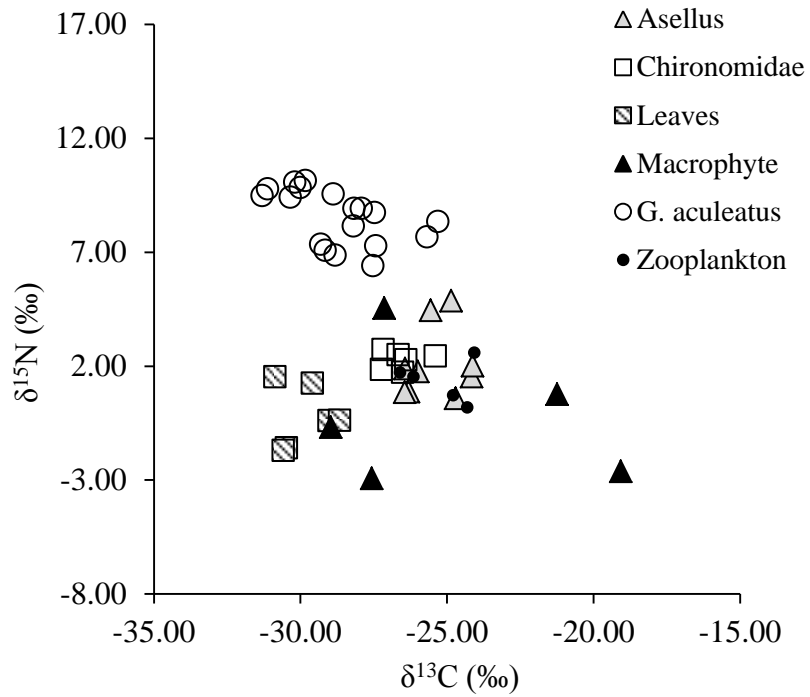 17.00
12.00
7.00
2.00
-3.00
-8.00
δ15N (‰)
-35.00 -30.00 -25.00 -20.00 -15.00
δ13C (‰)
Asellus
Chironomidae
Leaves
Macrophyte
G. aculeatus
Zooplankton